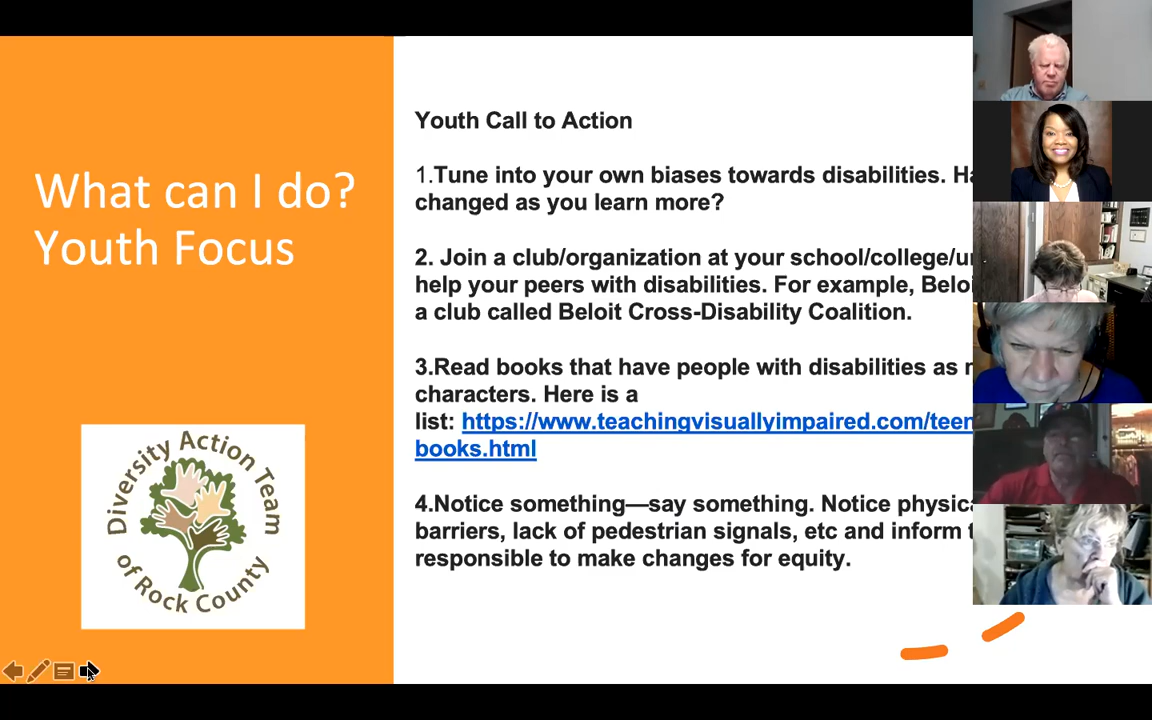 What can I do?
Youth Focus
Diversity Action Team
of Rock County
Youth Call to Action
1.Tune into your own biases towards disabilities.
changed as you learn more?
2. Join a club/organization at your school/college/
help your peers with disabilities. For example,
a club called Beloit Cross-Disability Coalition.
3.Read books that have people with disabilities as
characters. Here is a
list: https://www.teachingvisuallyimpaired.com/teen
books.html
4.Notice something—say something. Notice
barriers, lack of pedestrian signals, etc and inform
responsible to make changes for equity.